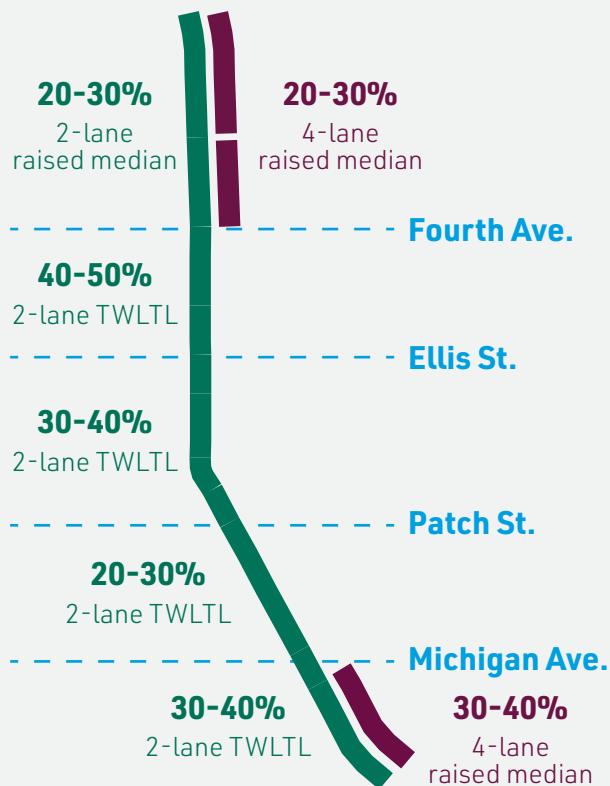 20-30%
2-lane
raised median
20-30%
4-lane
raised median
Fourth Ave.
40-50%
2-lane TWLTL
Ellis St.
30-40%
2-lane TWLTL
Patch St.
20-30%
2-lane TWLTL
Michigan Ave.
30-40%
2-lane TWLTL
30-40%
4-lane
raised median